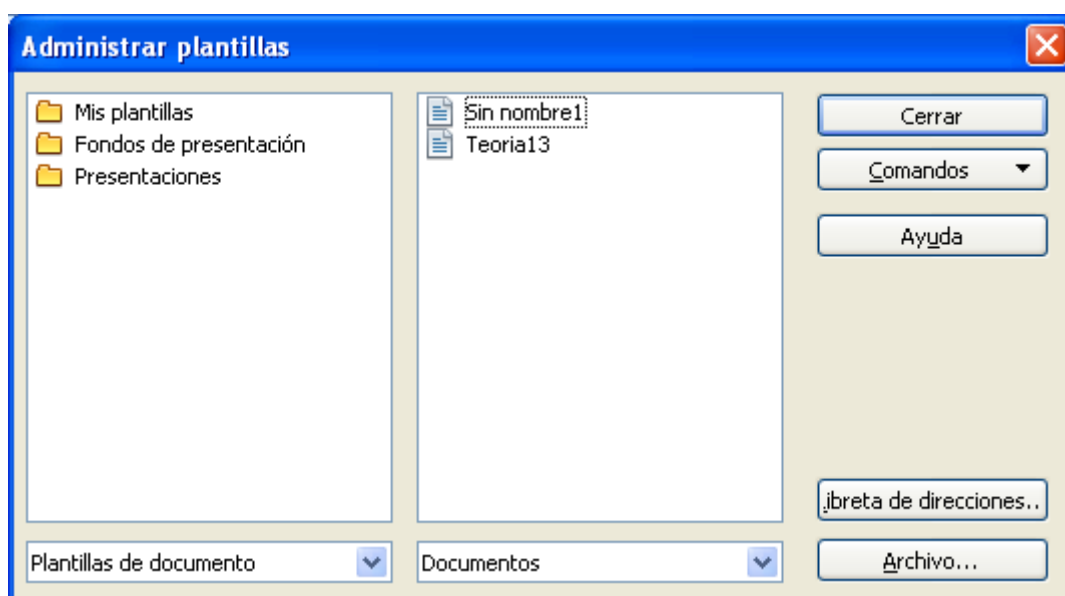 Administrar plantillas
Mis plantillas
Fondos de presentación
Presentaciones
Sin nombre1
Teoria13
Cerrar
Comandos
Ayuda
ibreta de direcciones..
Plantillas de documento
Documentos
Archivo...